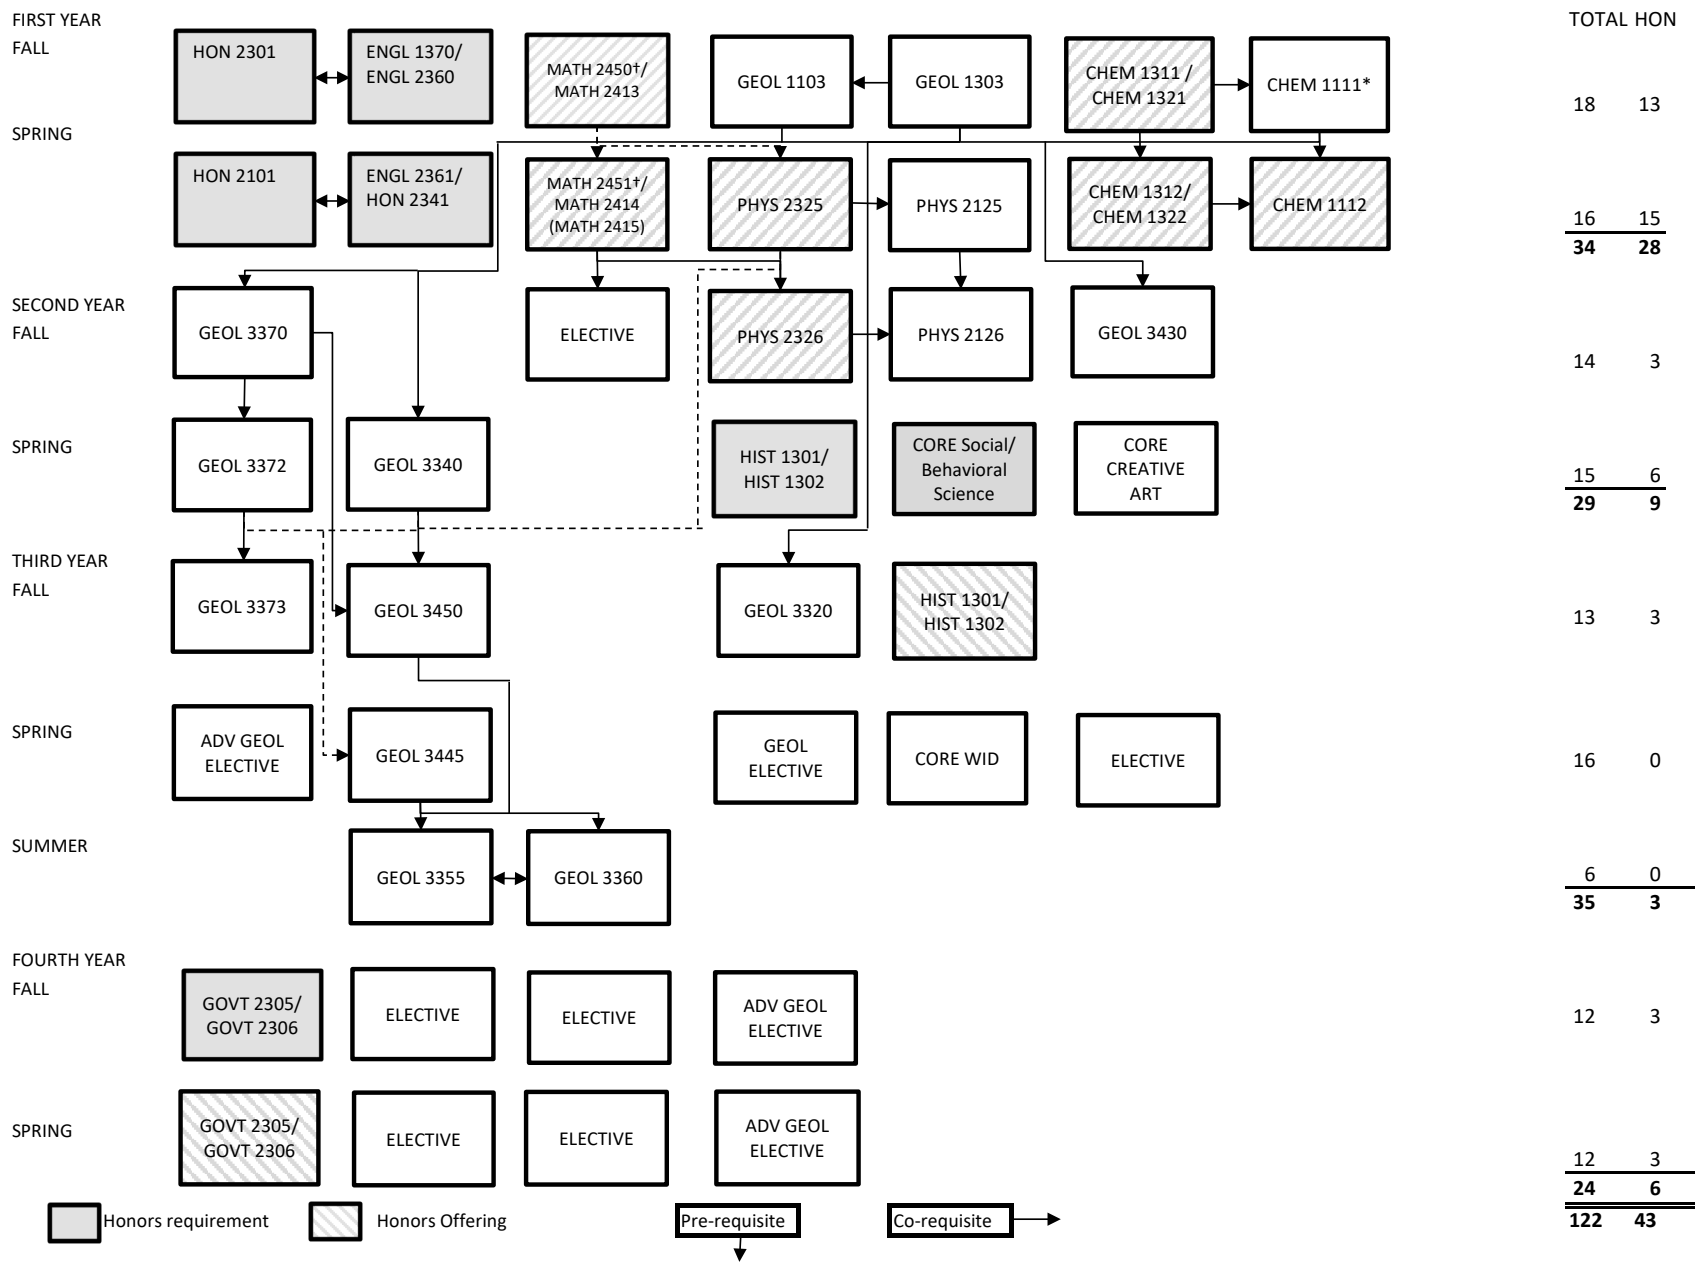 FIRST YEAR
TOTAL HON
FALL
HON 2301
ENGL 1370/
ENGL 2360
MATH 2450†/
MATH 2413
GEOL 1103
GEOL 1303
CHEM 1311 /
CHEM 1321
CHEM 1111*
18 13
SPRING
HON 2101
ENGL 2361/
HON 2341
MATH 2451†/
MATH 2414
(MATH 2415)
PHYS 2325
PHYS 2125
CHEM 1312/
CHEM 1322
CHEM 1112
16 15
34 28
SECOND YEAR
FALL
GEOL 3370
ELECTIVE
PHYS 2326
PHYS 2126
GEOL 3430
14 3
SPRING
GEOL 3372
GEOL 3340
HIST 1301/
HIST 1302
CORE Social/
Behavioral
Science
CORE
CREATIVE
ART
15 6
29 9
THIRD YEAR
FALL
GEOL 3373
GEOL 3450
GEOL 3320
HIST 1301/
HIST 1302
13 3
SPRING
ADV GEOL
ELECTIVE
GEOL 3445
GEOL
ELECTIVE
CORE WID
ELECTIVE
16 0
SUMMER
GEOL 3355
GEOL 3360
6 0
35 3
FOURTH YEAR
FALL
GOVT 2305/
GOVT 2306
ELECTIVE
ELECTIVE
ADV GEOL
ELECTIVE
12 3
SPRING
GOVT 2305/
GOVT 2306
ELECTIVE
ELECTIVE
ADV GEOL
ELECTIVE
12 3
24 6
Honors requirement
Honors Offering
Pre-requisite
Co-requisite
122 43